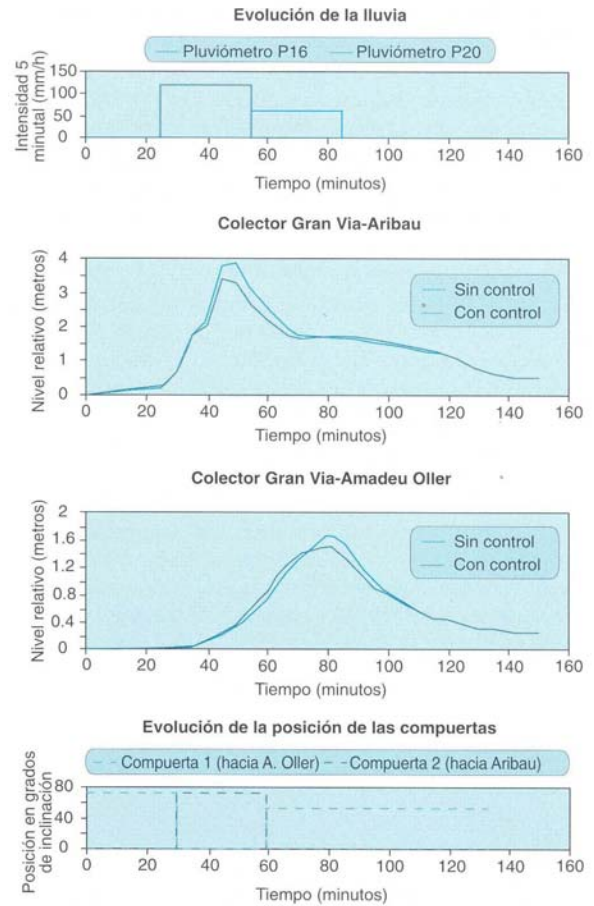 Evolución de la lluvia
Pluviómetro P16 Pluviómetro P20
Intensidad 5
minutal (mm/h)
150
100
50
0
0 20 40 60 80 100 120 140 160
Tiempo (minutos)
Colector Gran Via-Aribau
Nivel relativo (metros)
4
3
2
1
0
Sin control
Con control
0 20 40 60 80 100 120 140 160
Tiempo (minutos)
Colector Gran Via-Amadeu Oller
Nivel relativo (metros)
2
1.6
1.2
0.8
0.4
0
Sin control
Con control
0 20 40 60 80 100 120 140 160
Tiempo (minutos)
Evolución de la posición de las compuertas
Compuerta 1 (hacia A. Oller) Compuerta 2 (hacia Aribau)
Posición en grados
de inclinación
80
40
0
0 20 40 60 80 100 120 140 160
Tiempo (minutos)